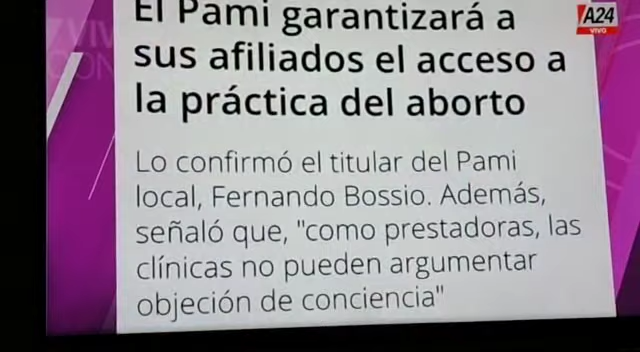 El Pami garantizará a
sus afiliados el acceso a
la práctica del aborto
Lo confirmó el titular del Pami
local, Fernando Bossio. Además,
señaló que, "como prestadoras, las
clínicas no pueden argumentar
objeción de conciencia"
A24
VIVO